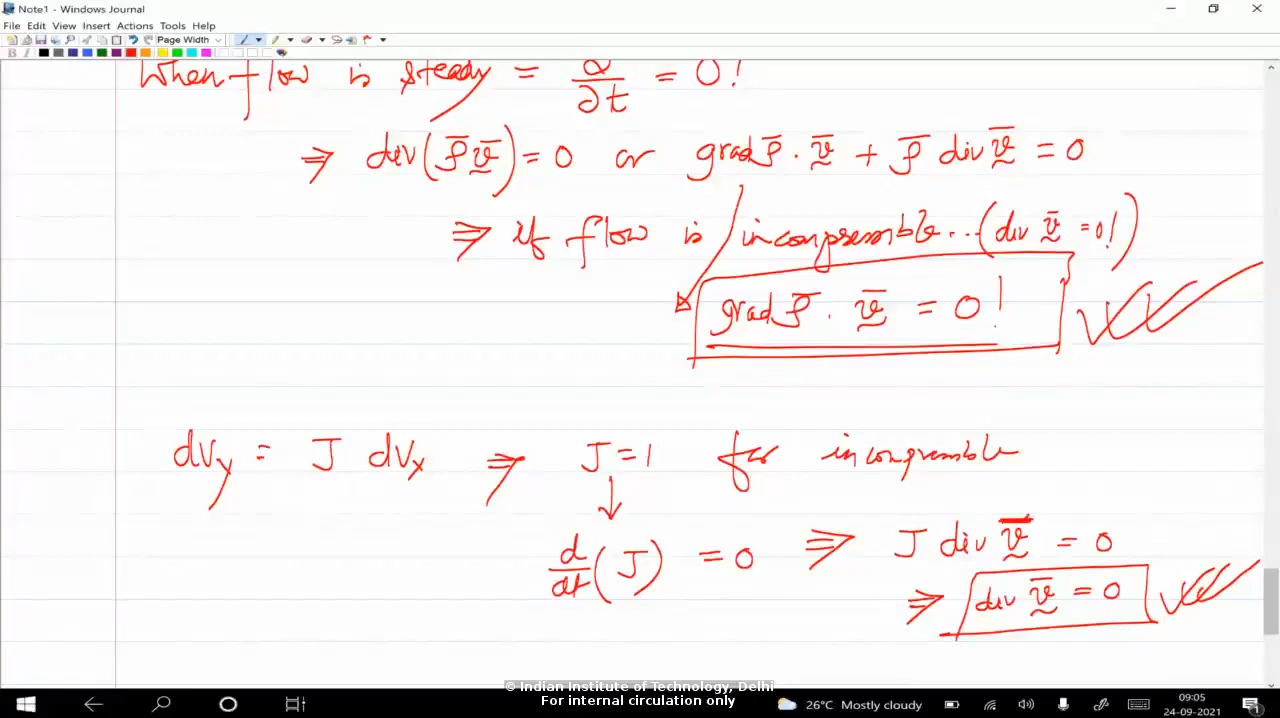 Note1 - Windows Journal
File Edit View Insert Actions Tools Help
Page Width
When flow is steady = ∂/∂t = 0!
⇒ div(ρ̄ v̄) = 0 or grad ρ̄ . v̄ + ρ̄ div v̄ = 0
⇒ if flow is incompressible... (div v̄ = 0!)
grad ρ̄ . v̄ = 0!
dVy = J dVx ⇒ J = 1 for incompressible
↓
d/dt (J) = 0 ⇒ J div v̄ = 0
⇒ div v̄ = 0
© Indian Institute of Technology, Delhi
For internal circulation only
26°C Mostly cloudy
09:05
24-09-2021